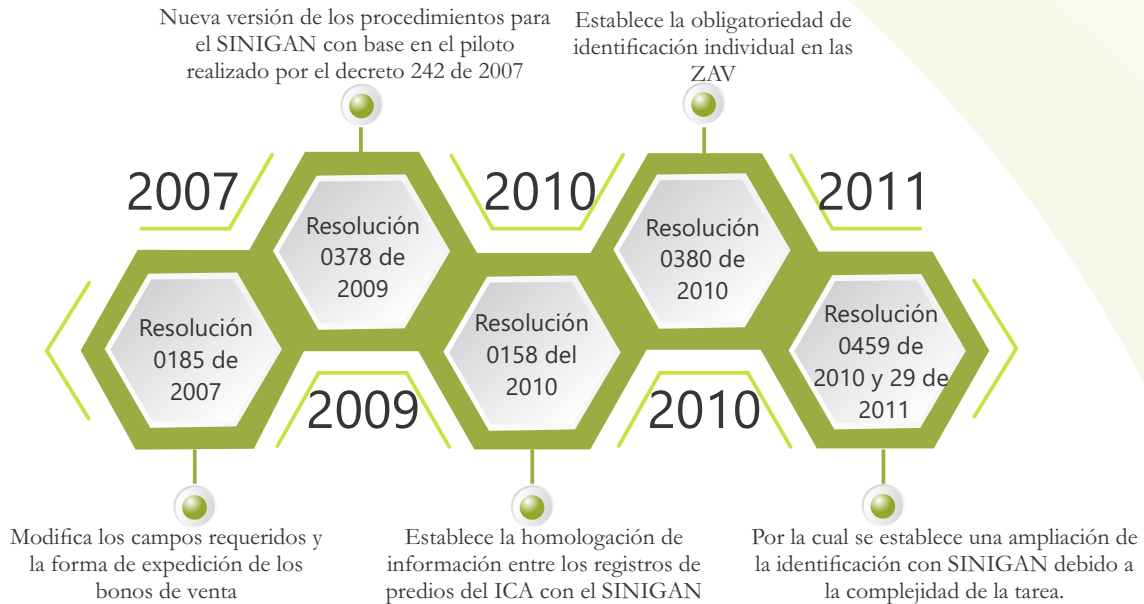 Nueva versión de los procedimientos para
el SINIGAN con base en el piloto
realizado por el decreto 242 de 2007
Establece la obligatoriedad de
identificación individual en las
ZAV
2007
2010
2011
Resolución
0378 de
2009
Resolución
0380 de
2010
Resolución
0185 de
2007
Resolución
0158 del
2010
Resolución
0459 de
2010 y 29 de
2011
2009
2010
Modifica los campos requeridos y
la forma de expedición de los
bonos de venta
Establece la homologación de
información entre los registros de
predios del ICA con el SINIGAN
Por la cual se establece una ampliación de
la identificación con SINIGAN debido a
la complejidad de la tarea.